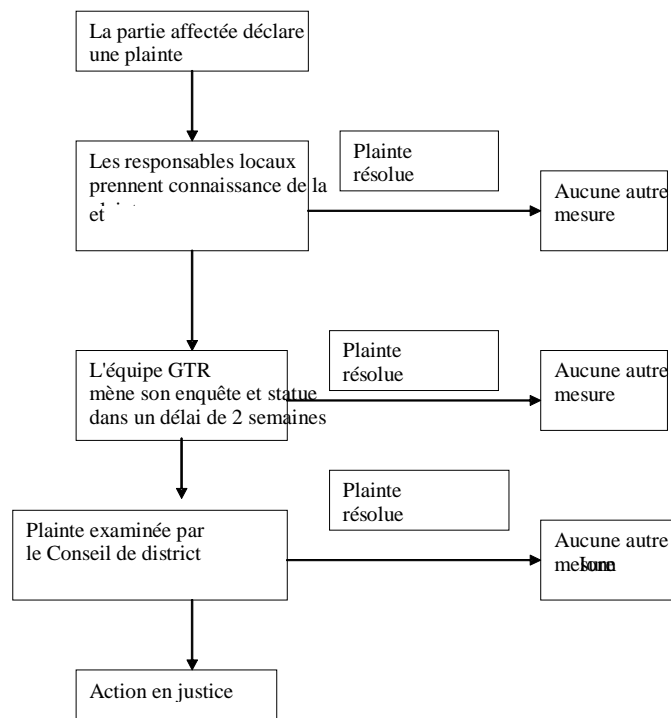 La partie affectée déclare
une plainte
Les responsables locaux
prennent connaissance de la
et
Plainte
résolue
Aucune autre
mesure
L'équipe GTR
mène son enquête et statue
dans un délai de 2 semaines
Plainte
résolue
Aucune autre
mesure
Plainte examinée par
le Conseil de district
Plainte
résolue
Aucune autre
Action en justice